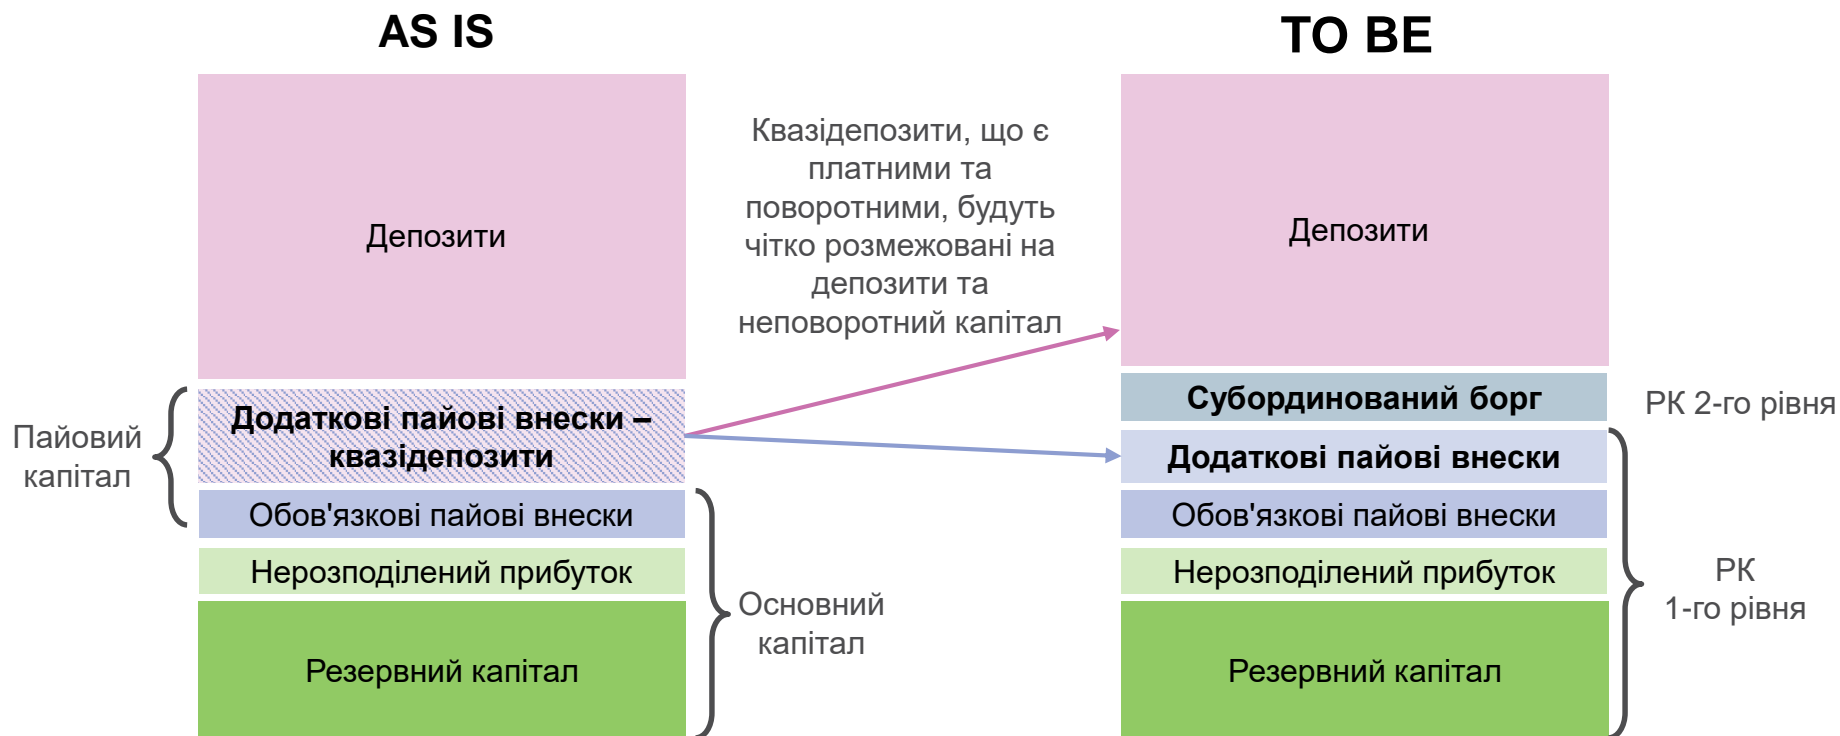 AS IS
TO BE
Депозити
Квазідепозити, що є
платними та
поворотними, будуть
чітко розмежовані на
депозити та
неповоротний капітал
Депозити
Пайовий
капітал
Додаткові пайові внески –
квазідепозити
Обов'язкові пайові внески
Нерозподілений прибуток
Резервний капітал
Основний
капітал
Субординований борг
Додаткові пайові внески
Обов'язкові пайові внески
Нерозподілений прибуток
Резервний капітал
РК 2-го рівня
РК
1-го рівня